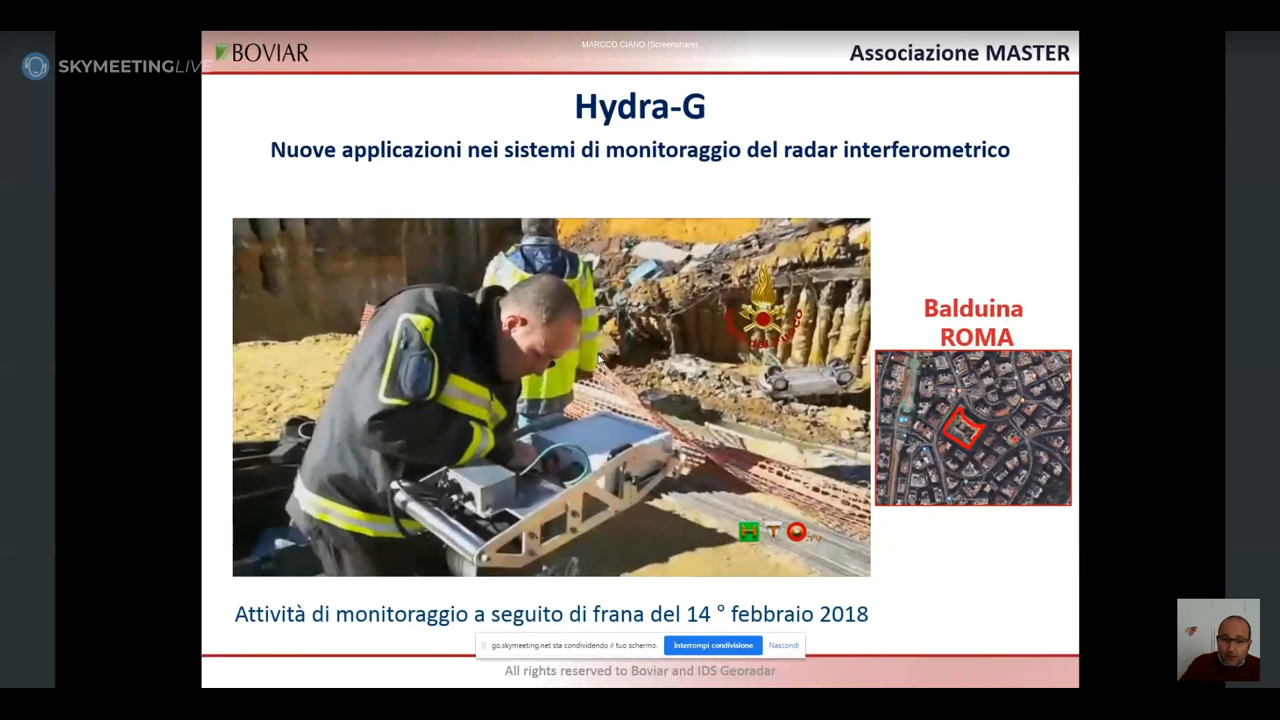 SKYMEETINGLIVE
BOVIAR
MARCCO CIANO (Screenshare)
Associazione MASTER
Hydra-G
Nuove applicazioni nei sistemi di monitoraggio del radar interferometrico
Balduina
ROMA
HTO.TV
Attività di monitoraggio a seguito di frana del 14 ° febbraio 2018
go.skymeeting.net sta condividendo il tuo schermo.
Interrompi condivisione
Nascondi
All rights reserved to Boviar and IDS Georadar